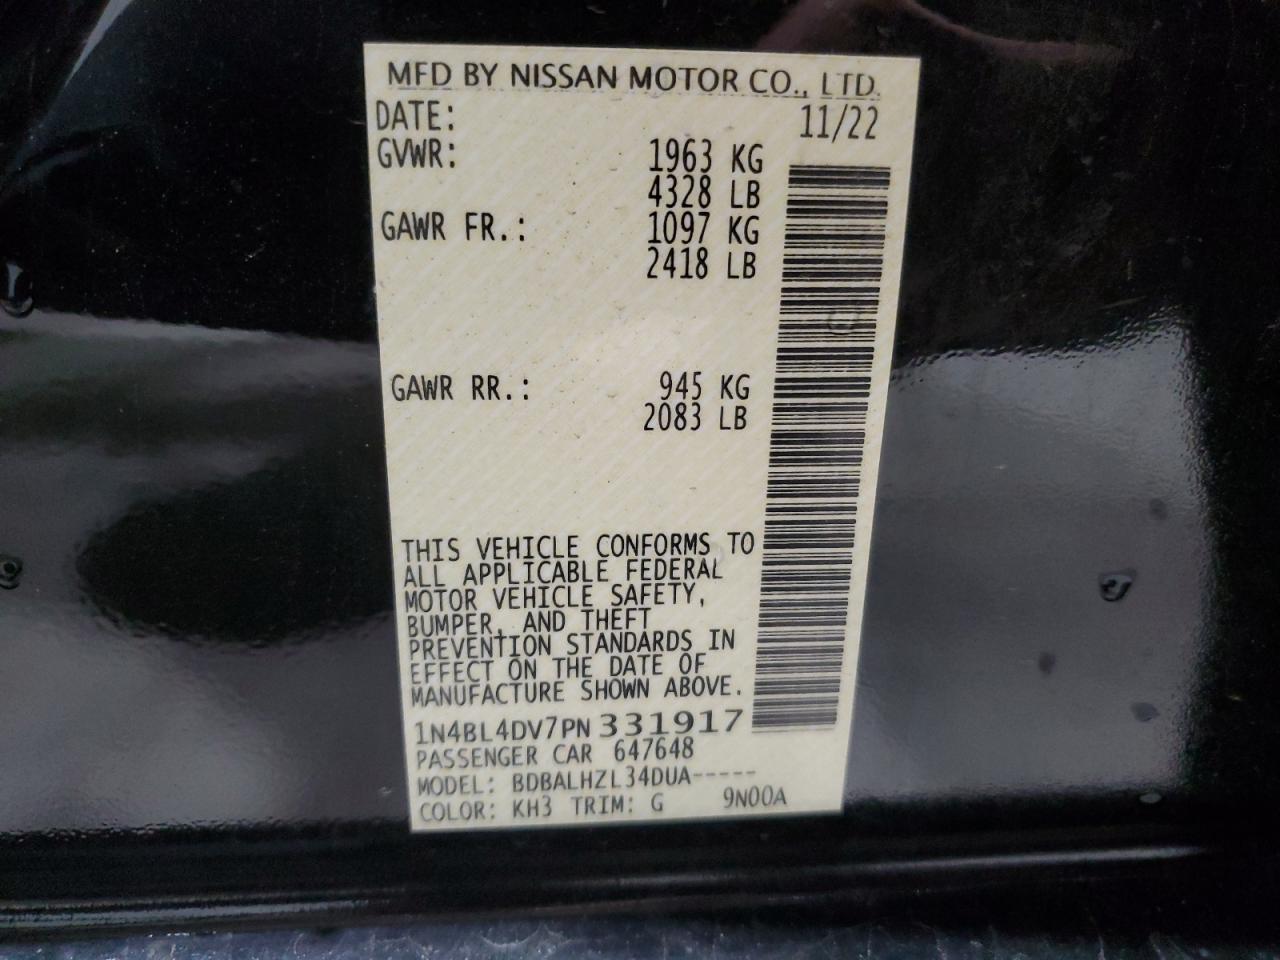 MFD BY NISSAN MOTOR CO., LTD.
DATE: 11/22
GVWR: 1963 KG
4328 LB
GAWR FR.: 1097 KG
2418 LB
GAWR RR.: 945 KG
2083 LB
THIS VEHICLE CONFORMS TO
ALL APPLICABLE FEDERAL
MOTOR VEHICLE SAFETY,
BUMPER, AND THEFT
PREVENTION STANDARDS IN
EFFECT ON THE DATE OF
MANUFACTURE SHOWN ABOVE.
1N4BL4DV7PN331917
PASSENGER CAR 647648
MODEL: BDBALHZL34DUA-----
COLOR: KH3 TRIM: G 9N00A